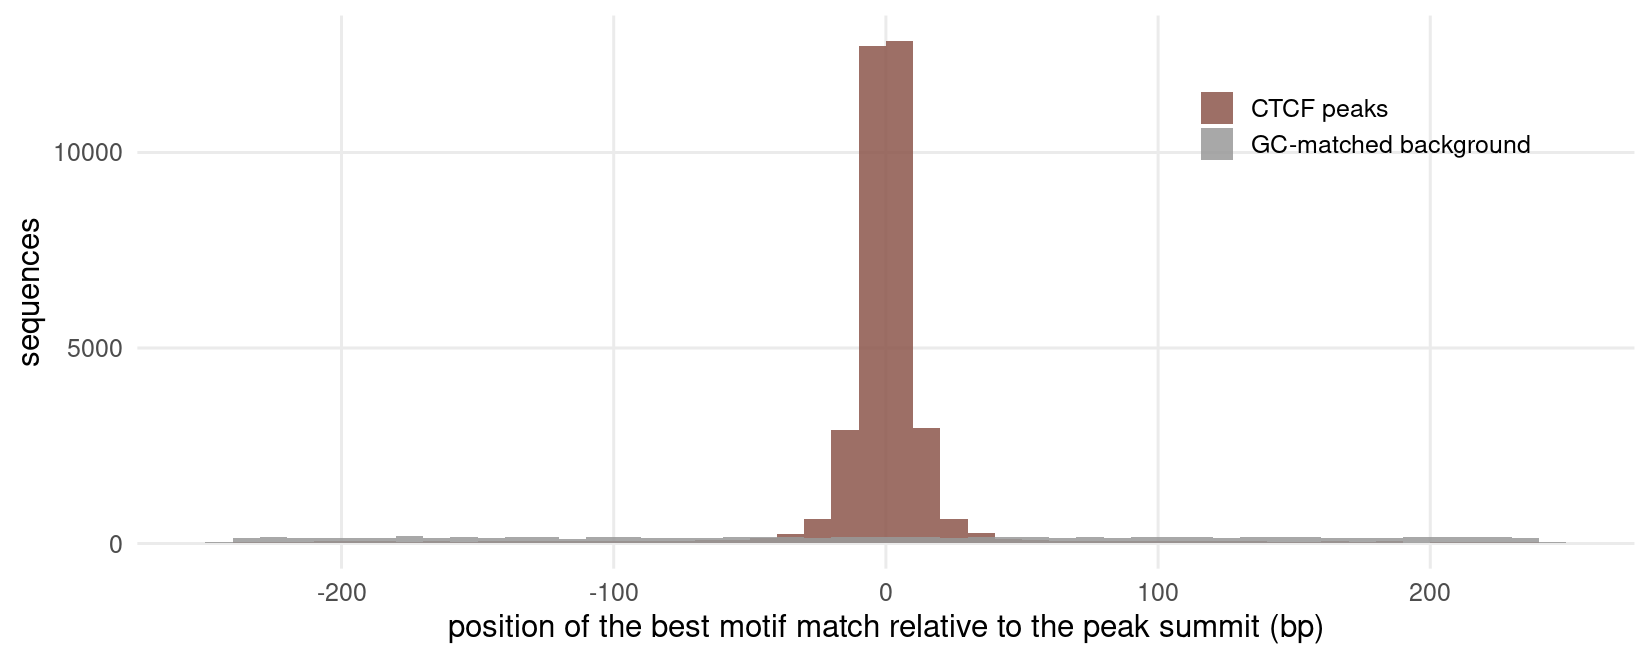 CTCF peaks
GC-matched background
10000
5000
0
sequences
-200 -100 0 100 200
position of the best motif match relative to the peak summit (bp)